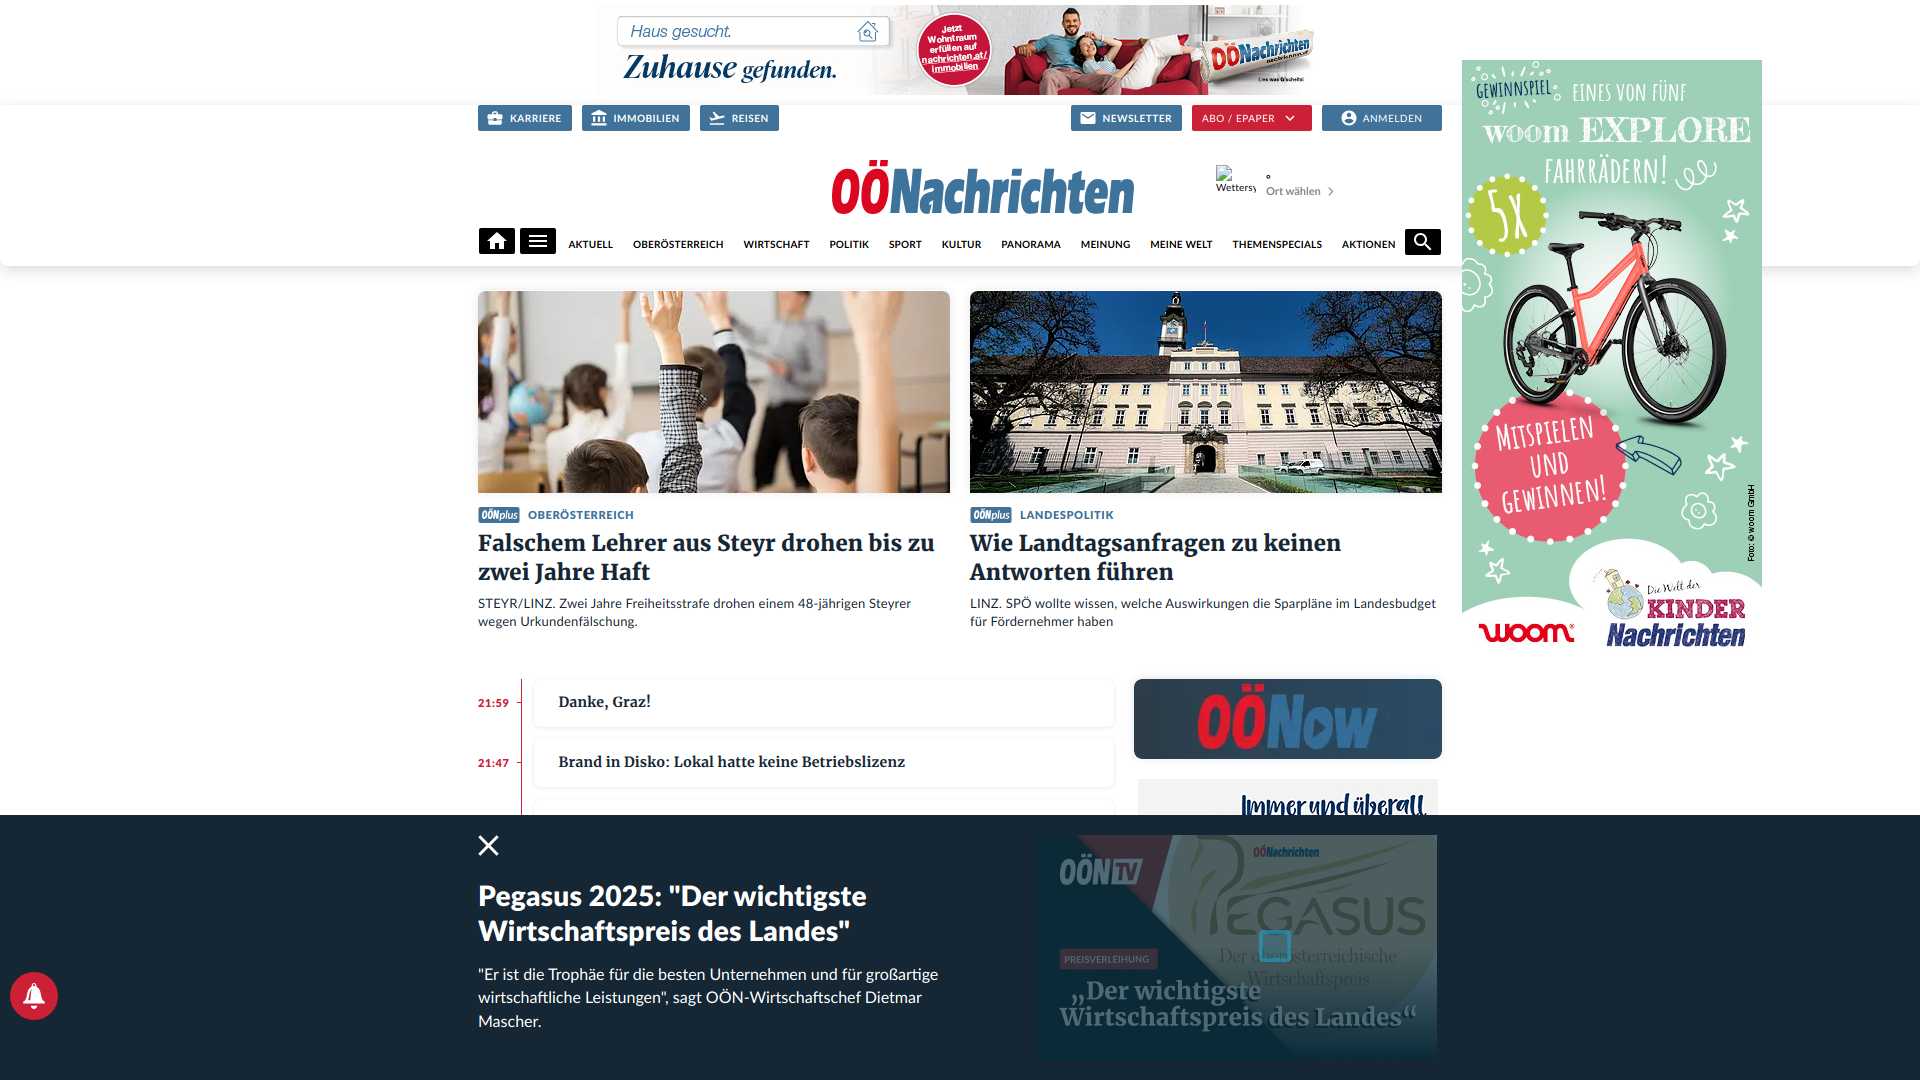 Haus gesucht.
Zuhause gefunden.
Jetzt
Wohntraum
erfüllen auf
nachrichten.at/
immobilien
OÖNachrichten
Lies was G'scheits!
KARRIERE
IMMOBILIEN
REISEN
NEWSLETTER
ABO / EPAPER
ANMELDEN
OÖNachrichten
Wettersy
°
Ort wählen
AKTUELL
OBERÖSTERREICH
WIRTSCHAFT
POLITIK
SPORT
KULTUR
PANORAMA
MEINUNG
MEINE WELT
THEMENSPECIALS
AKTIONEN
GEWINNSPIEL
EINES VON FÜNF
woom EXPLORE
FAHRRÄDERN!
5X
MITSPIELEN
UND
GEWINNEN!
Foto: © woom GmbH
woom
Die Welt der
KINDER
Nachrichten
OÖNplus OBERÖSTERREICH
Falschem Lehrer aus Steyr drohen bis zu
zwei Jahre Haft
STEYR/LINZ. Zwei Jahre Freiheitsstrafe drohen einem 48-jährigen Steyrer
wegen Urkundenfälschung.
OÖNplus LANDESPOLITIK
Wie Landtagsanfragen zu keinen
Antworten führen
LINZ. SPÖ wollte wissen, welche Auswirkungen die Sparpläne im Landesbudget
für Fördernehmer haben
21:59 Danke, Graz!
21:47 Brand in Disko: Lokal hatte keine Betriebslizenz
OÖNow
Immer und überall
Pegasus 2025: "Der wichtigste
Wirtschaftspreis des Landes"
"Er ist die Trophäe für die besten Unternehmen und für großartige
wirtschaftliche Leistungen", sagt OÖN-Wirtschaftschef Dietmar
Mascher.
OÖN TV
OÖNachrichten
PEGASUS
Wirtschaftspreis
PREISVERLEIHUNG
„Der wichtigste
Wirtschaftspreis des Landes“